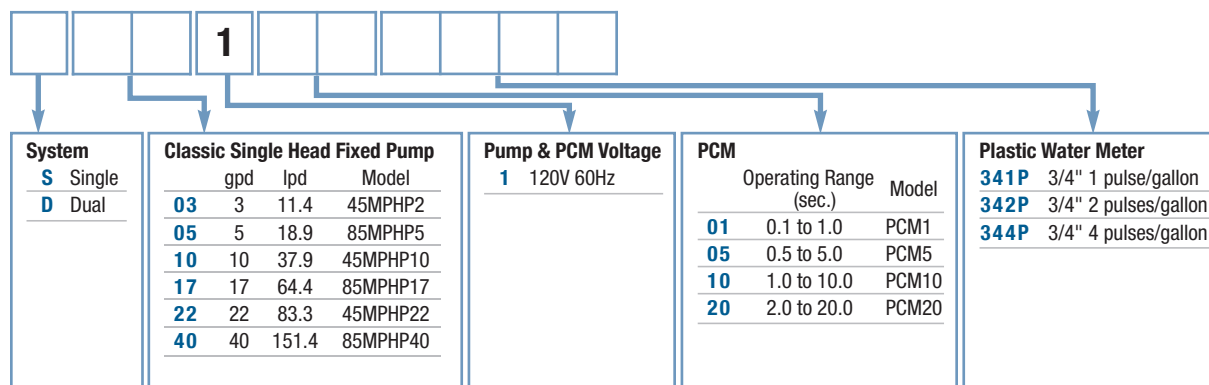 1
System
S Single
D Dual
Classic Single Head Fixed Pump
gpd lpd Model
03 3 11.4 45MPHP2
05 5 18.9 85MPHP5
10 10 37.9 45MPHP10
17 17 64.4 85MPHP17
22 22 83.3 45MPHP22
40 40 151.4 85MPHP40
Pump & PCM Voltage
1 120V 60Hz
PCM
Operating Range
(sec.) Model
01 0.1 to 1.0 PCM1
05 0.5 to 5.0 PCM5
10 1.0 to 10.0 PCM10
20 2.0 to 20.0 PCM20
Plastic Water Meter
341P 3/4" 1 pulse/gallon
342P 3/4" 2 pulses/gallon
344P 3/4" 4 pulses/gallon